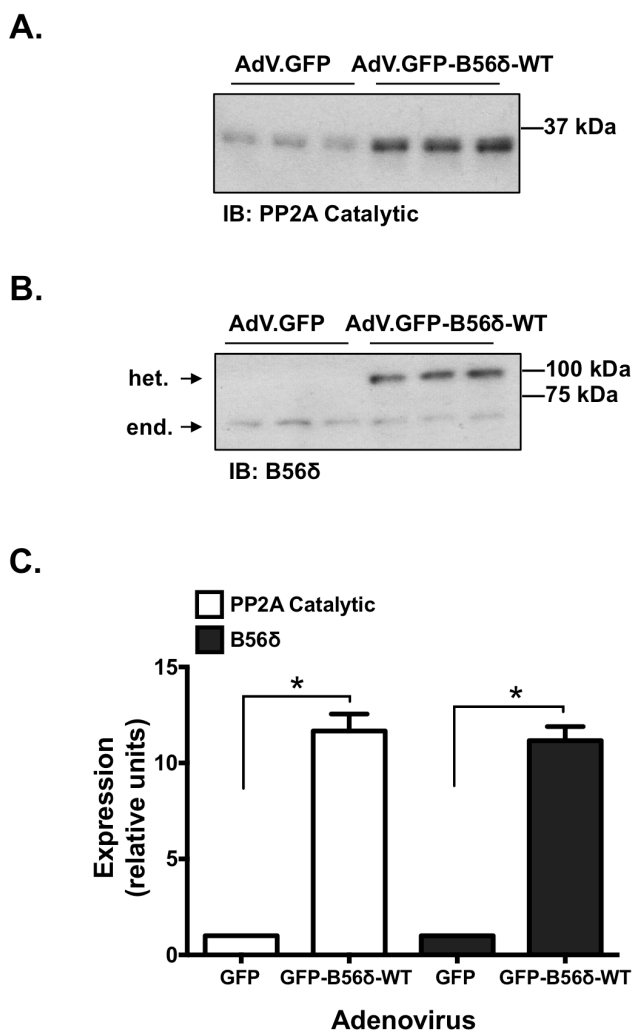 A.
AdV.GFP AdV.GFP-B56δ-WT
37 kDa
IB: PP2A Catalytic
B.
AdV.GFP AdV.GFP-B56δ-WT
het.
100 kDa
75 kDa
end.
IB: B56δ
C.
PP2A Catalytic
B56δ
15
*
*
10
5
0
Expression
(relative units)
GFP GFP-B56δ-WT GFP GFP-B56δ-WT
Adenovirus